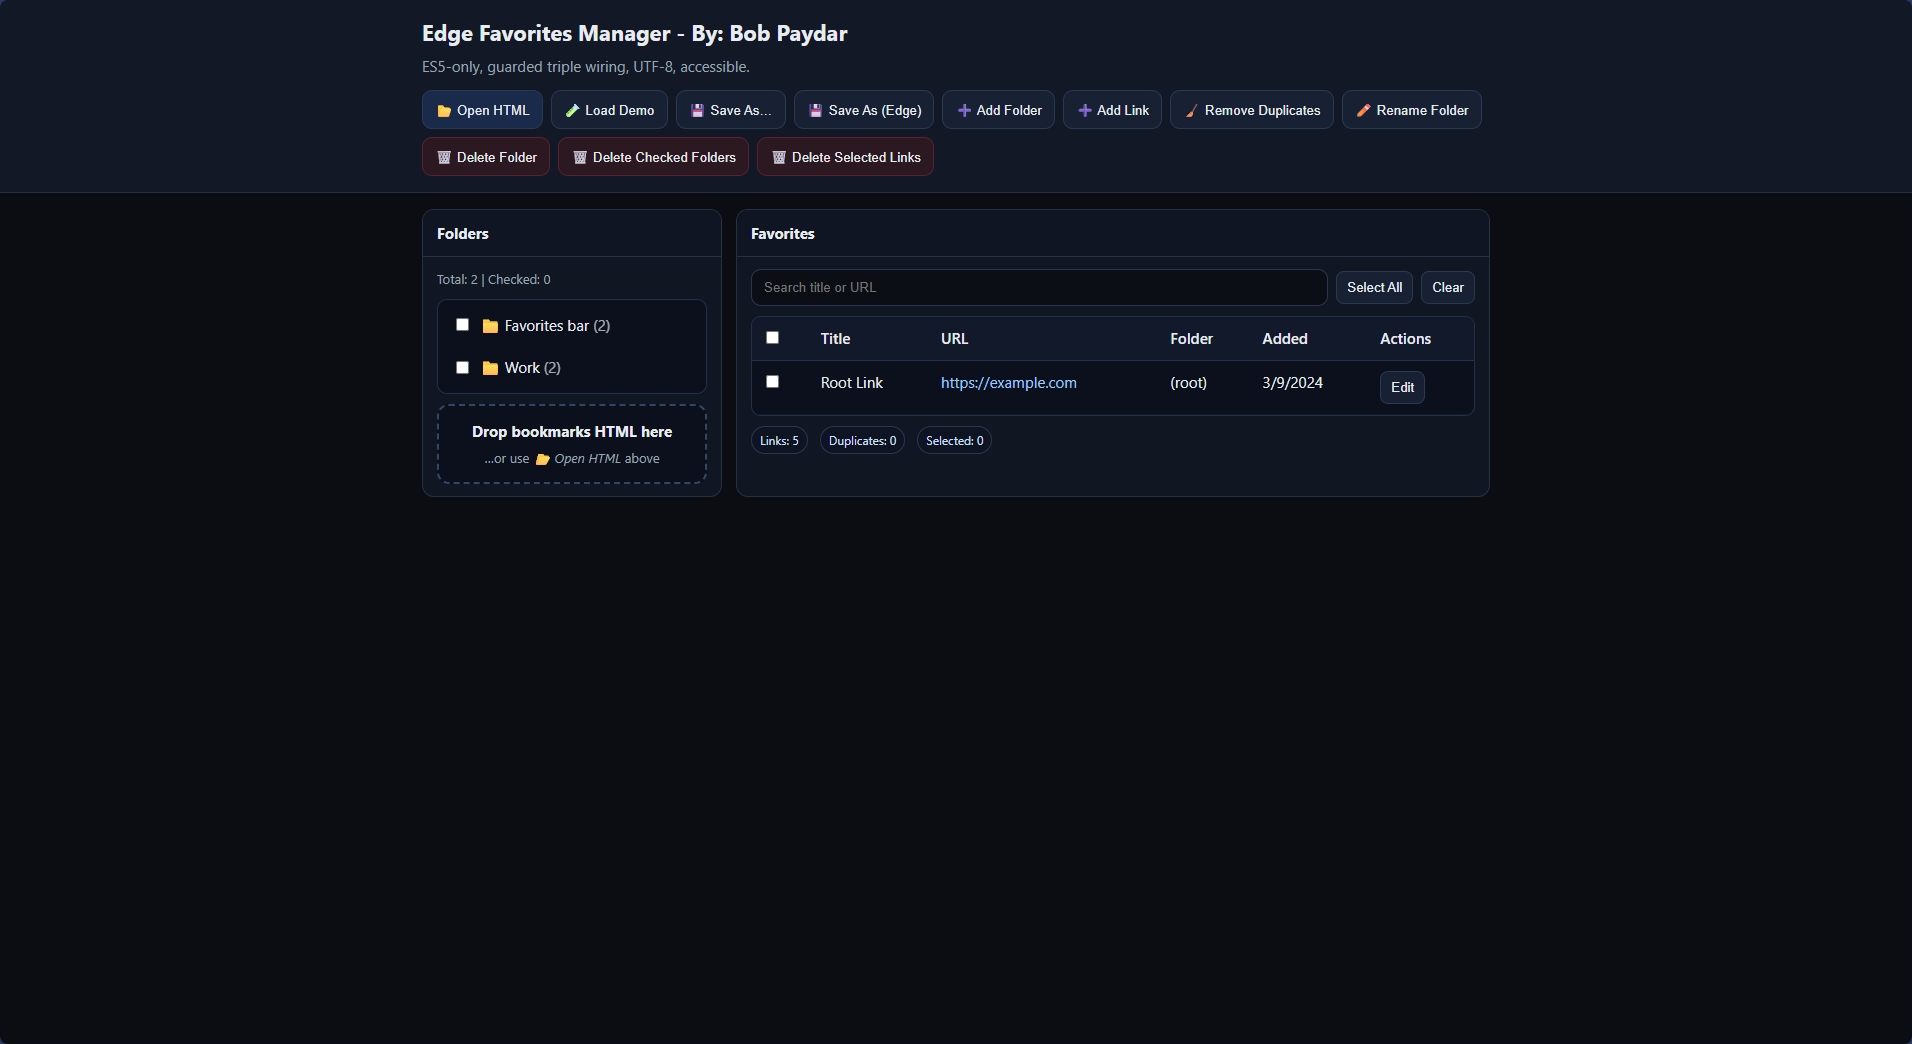 Edge Favorites Manager - By: Bob Paydar
ES5-only, guarded triple wiring, UTF-8, accessible.
Open HTML Load Demo Save As... Save As (Edge) Add Folder Add Link Remove Duplicates Rename Folder
Delete Folder Delete Checked Folders Delete Selected Links
Folders
Total: 2 | Checked: 0
Favorites bar (2)
Work (2)
Drop bookmarks HTML here
...or use Open HTML above
Favorites
Search title or URL Select All Clear
Title URL Folder Added Actions
Root Link https://example.com (root) 3/9/2024 Edit
Links: 5 Duplicates: 0 Selected: 0